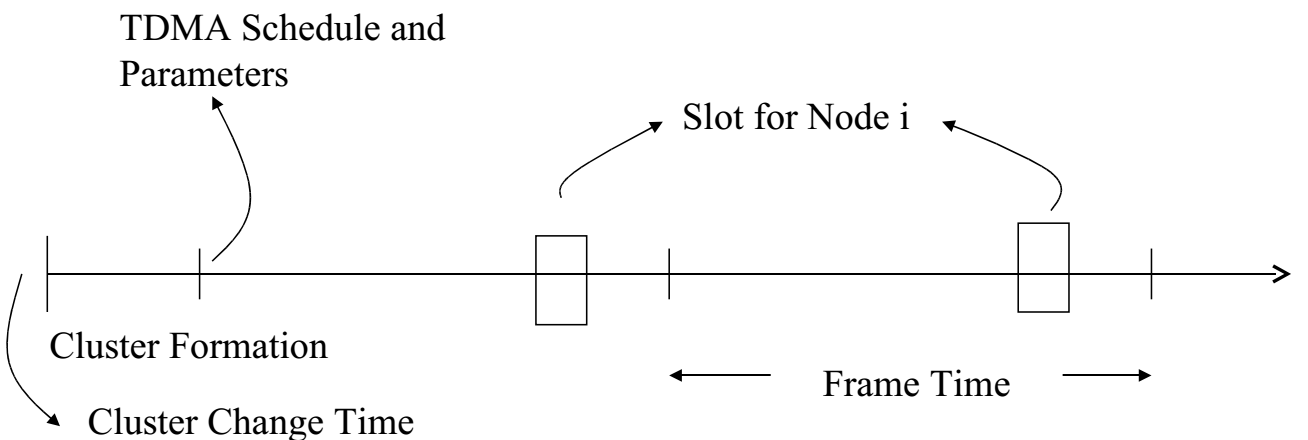 TDMA Schedule and
Parameters
Slot for Node i
Cluster Formation
Frame Time
Cluster Change Time